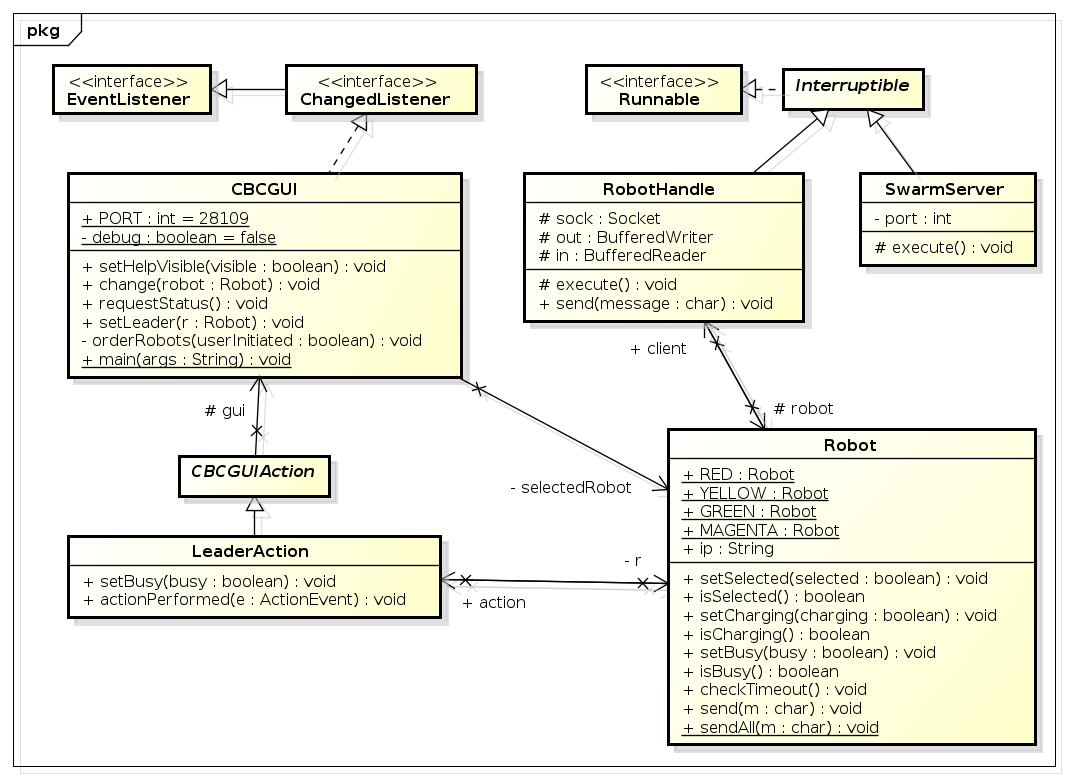 pkg
<<interface>>
EventListener
<<interface>>
ChangedListener
<<interface>>
Runnable
Interruptible
CBCGUI
+ PORT : int = 28109
- debug : boolean = false
+ setHelpVisible(visible : boolean) : void
+ change(robot : Robot) : void
+ requestStatus() : void
+ setLeader(r : Robot) : void
- orderRobots(userInitiated : boolean) : void
+ main(args : String) : void
RobotHandle
# sock : Socket
# out : BufferedWriter
# in : BufferedReader
# execute() : void
+ send(message : char) : void
SwarmServer
- port : int
# execute() : void
+ client
# robot
# gui
- selectedRobot
CBCGUIAction
LeaderAction
+ setBusy(busy : boolean) : void
+ actionPerformed(e : ActionEvent) : void
- r
+ action
Robot
+ RED : Robot
+ YELLOW : Robot
+ GREEN : Robot
+ MAGENTA : Robot
+ ip : String
+ setSelected(selected : boolean) : void
+ isSelected() : boolean
+ setCharging(charging : boolean) : void
+ isCharging() : boolean
+ setBusy(busy : boolean) : void
+ isBusy() : boolean
+ checkTimeout() : void
+ send(m : char) : void
+ sendAll(m : char) : void